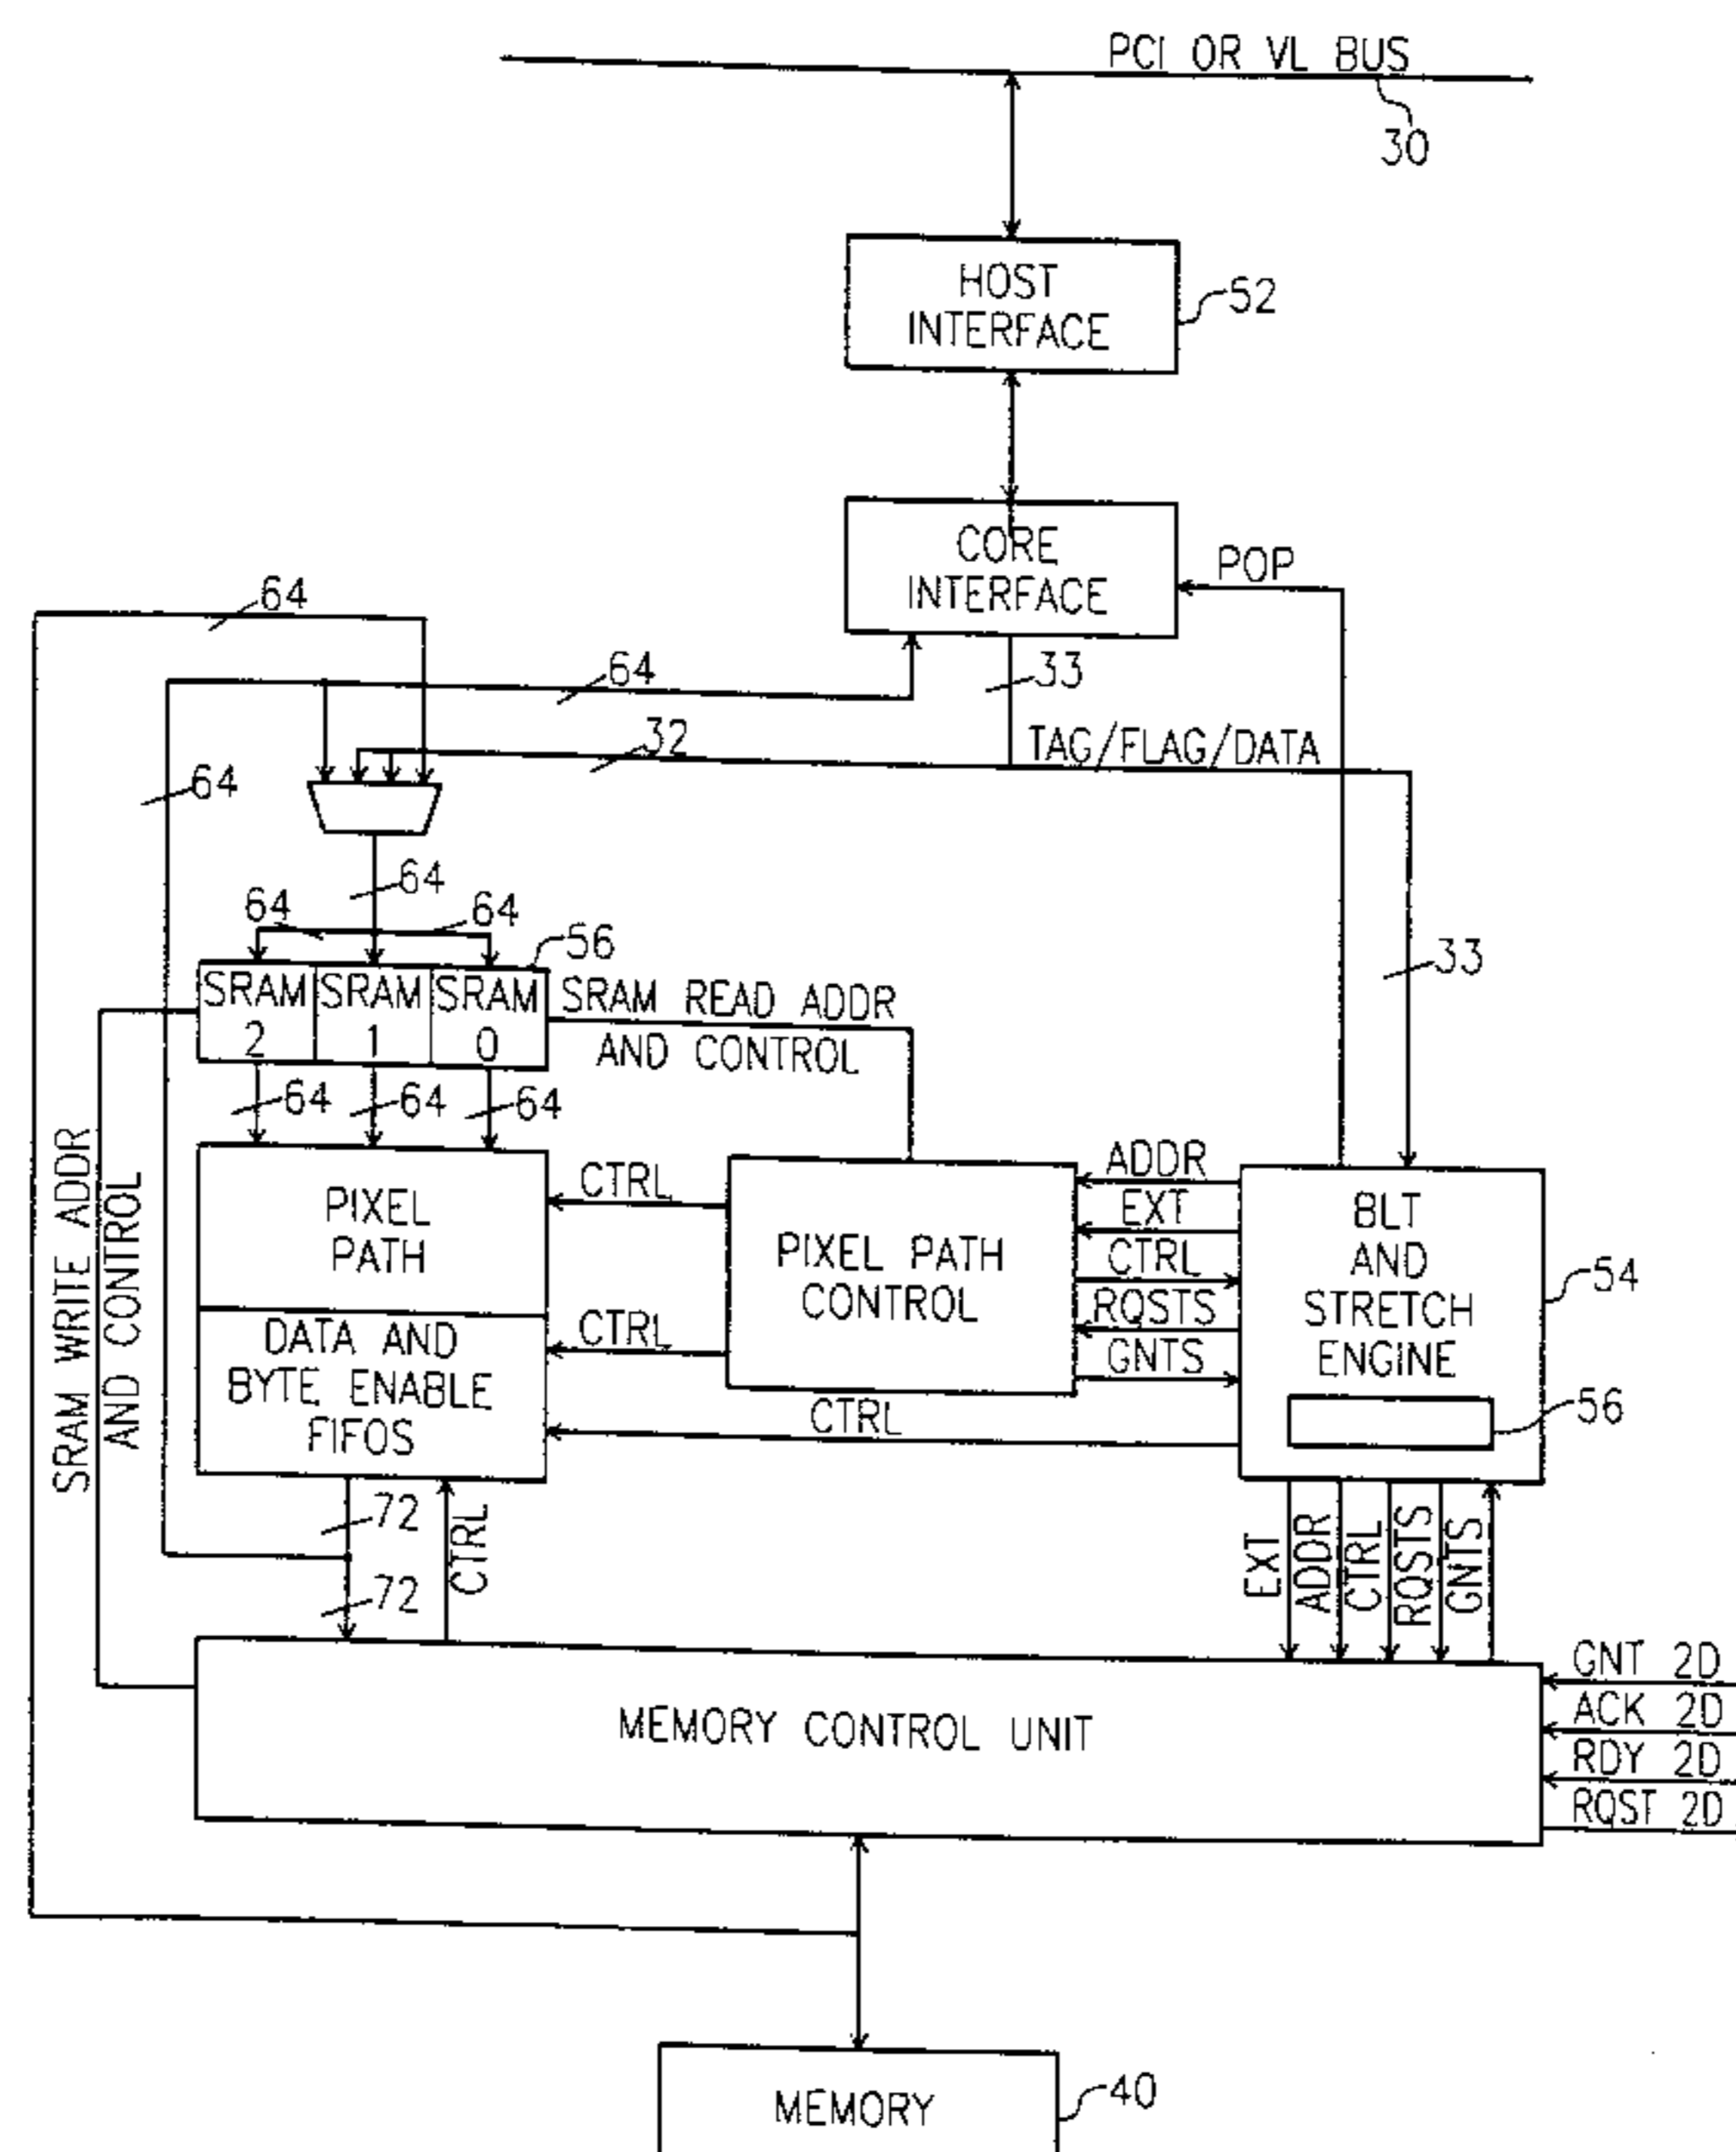 PCI OR VL BUS
30
HOST
INTERFACE
52
CORE
INTERFACE
POP
64
64
33
32
TAG/FLAG/DATA
64
64
64
64
56
33
SRAM
2
SRAM
1
SRAM
0
SRAM READ ADDR
AND CONTROL
64
64
64
SRAM WRITE ADDR
AND CONTROL
PIXEL
PATH
CTRL
PIXEL PATH
CONTROL
ADDR
EXT
CTRL
RQSTS
GNTS
BLT
AND
STRETCH
ENGINE
54
56
DATA AND
BYTE ENABLE
FIFOS
CTRL
CTRL
72
72
CTRL
EXT
ADDR
CTRL
RQSTS
GNTS
MEMORY CONTROL UNIT
GNT 2D
ACK 2D
RDY 2D
RQST 2D
MEMORY
40